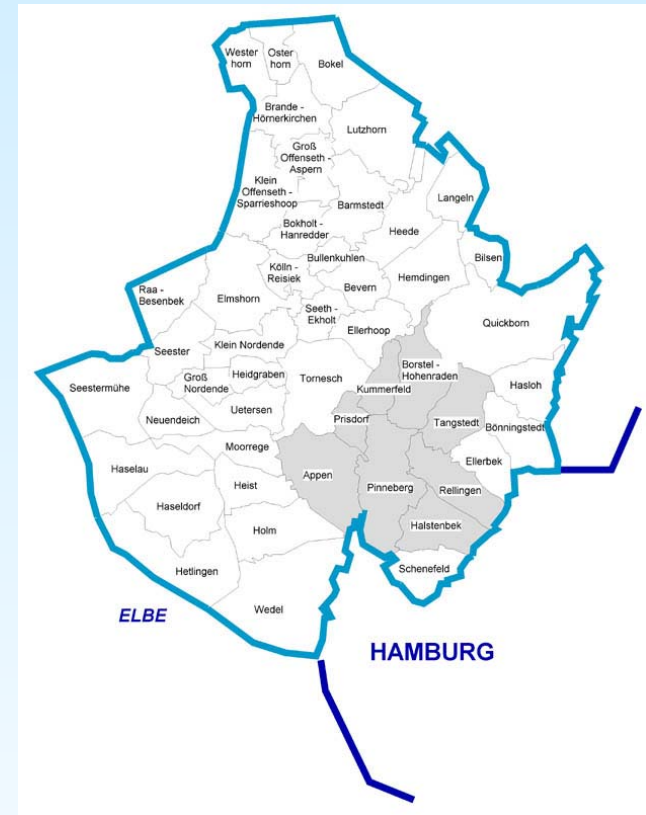 Wester
horn
Oster
horn
Bokel
Brande -
Hörnerkirchen
Lutzhorn
Groß
Offenseth -
Aspern
Klein
Offenseth -
Sparrieshoop
Barmstedt
Langeln
Bokholt -
Hanredder
Heede
Bullenkuhlen
Bilsen
Kölln -
Reisiek
Hemdingen
Raa -
Besenbek
Elmshorn
Bevern
Seeth -
Ekholt
Quickborn
Ellerhoop
Klein Nordende
Seester
Borstel -
Hohenraden
Heidgraben
Tornesch
Groß
Nordende
Kummerfeld
Hasloh
Seestermühe
Uetersen
Neuendeich
Prisdorf
Tangstedt
Bönningstedt
Moorrege
Ellerbek
Haselau
Appen
Heist
Pinneberg
Rellingen
Haseldorf
Halstenbek
Holm
Schenefeld
Hetlingen
Wedel
ELBE
HAMBURG